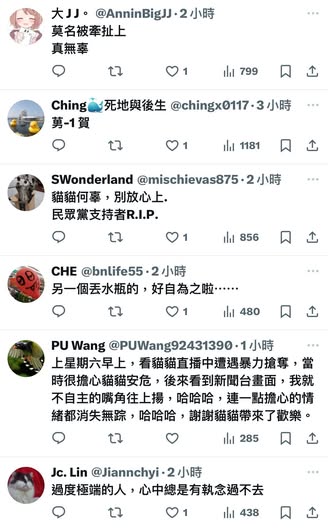 大 J J 。 @AnninBigJJ · 2 小時
莫名被牽扯上
真無辜
1 799
Ching🐳死地與後生 @chingx0117 · 3 小時
莮-1 賀
1 1181
SWonderland @mischievas875 · 2 小時
貓貓何辜，別放心上.
民眾黨支持者R.I.P.
1 856
CHE @bnlife55 · 2 小時
另一個丟水瓶的，好自為之啦⋯⋯
1 480
PU Wang @PUWang92431390 · 1 小時
上星期六早上，看貓貓直播中遭遇暴力搶奪，當
時很擔心貓貓安危，後來看到新聞台畫面，我就
不自主的嘴角往上揚，哈哈哈，連一點擔心的情
緒都消失無踪，哈哈哈，謝謝貓貓帶來了歡樂。
285
Jc. Lin @Jiannchyi · 2 小時
過度極端的人，心中總是有執念過不去
1 438